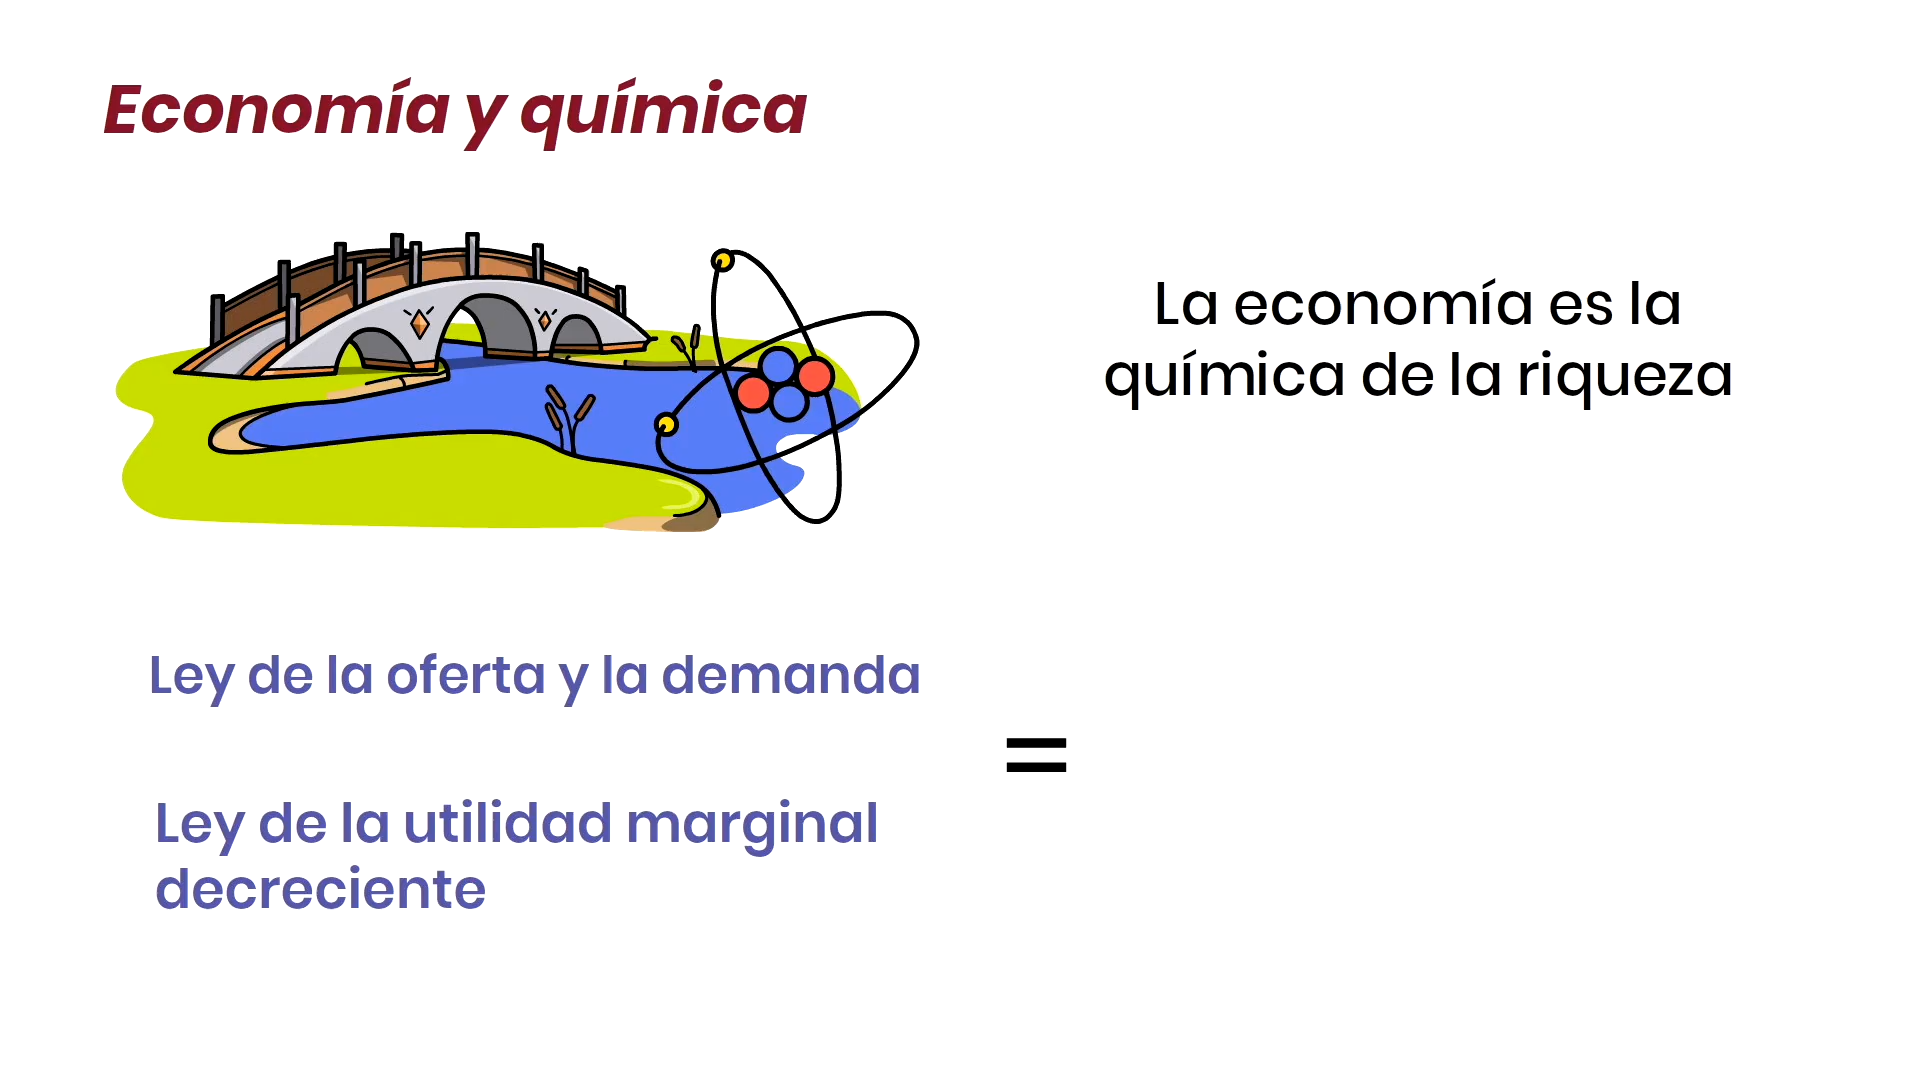 Economía y química
La economía es la
química de la riqueza
Ley de la oferta y la demanda
=
Ley de la utilidad marginal
decreciente